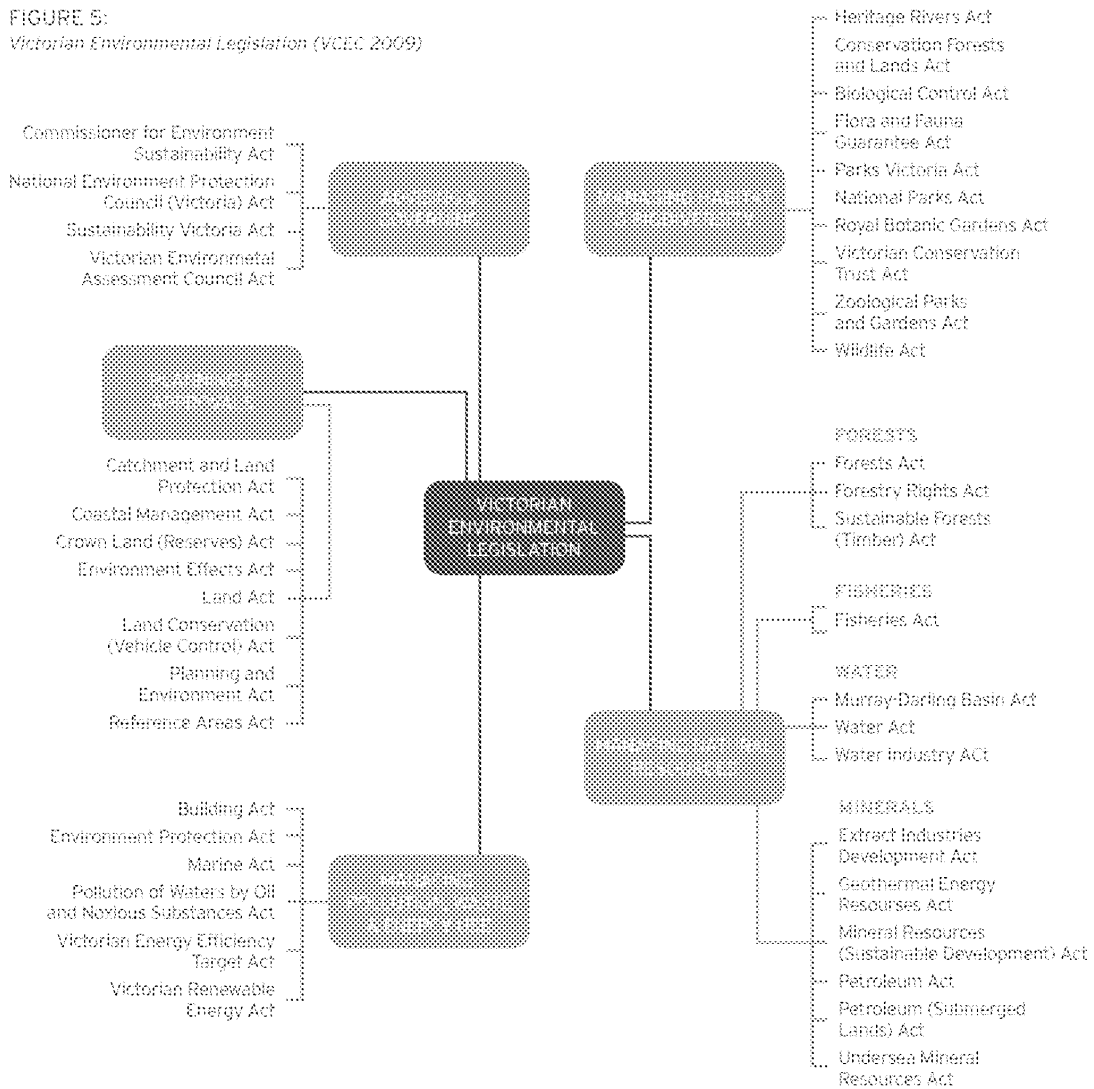 FIGURE 5:
Victorian Environmental Legislation (VCEC 2009)
Commissioner for Environment
Sustainability Act
National Environment Protection
Council (Victoria) Act
Sustainability Victoria Act
Victorian Environmetal
Assessment Council Act
MANAGING HABITAT
& BIODIVERSITY
Heritage Rivers Act
Conservation Forests
and Lands Act
Biological Control Act
Flora and Fauna
Guarantee Act
Parks Victoria Act
National Parks Act
Royal Botanic Gardens Act
Victorian Conservation
Trust Act
Zoological Parks
and Gardens Act
Wildlife Act
PLANNING &
Catchment and Land
Protection Act
Coastal Management Act
Crown Land (Reserves) Act
Environment Effects Act
Land Act
Land Conservation
(Vehicle Control) Act
Planning and
Environment Act
Reference Areas Act
VICTORIAN
ENVIRONMENTAL
LEGISLATION
FORESTS
Forests Act
Forestry Rights Act
Sustainable Forests
(Timber) Act
FISHERIES
Fisheries Act
WATER
Murray-Darling Basin Act
Water Act
Water Industry ACt
MANAGING NATURAL
RESOURCES
MINERALS
Extract Industries
Development Act
Geothermal Energy
Resourses Act
Mineral Resources
(Sustainable Development) Act
Petroleum Act
Petroleum (Submerged
Lands) Act
Undersea Mineral
Resources Act
Building Act
Environment Protection Act
Marine Act
Pollution of Waters by Oil
and Noxious Substances Act
Victorian Energy Efficiency
Target Act
Victorian Renewable
Energy Act
MANAGING